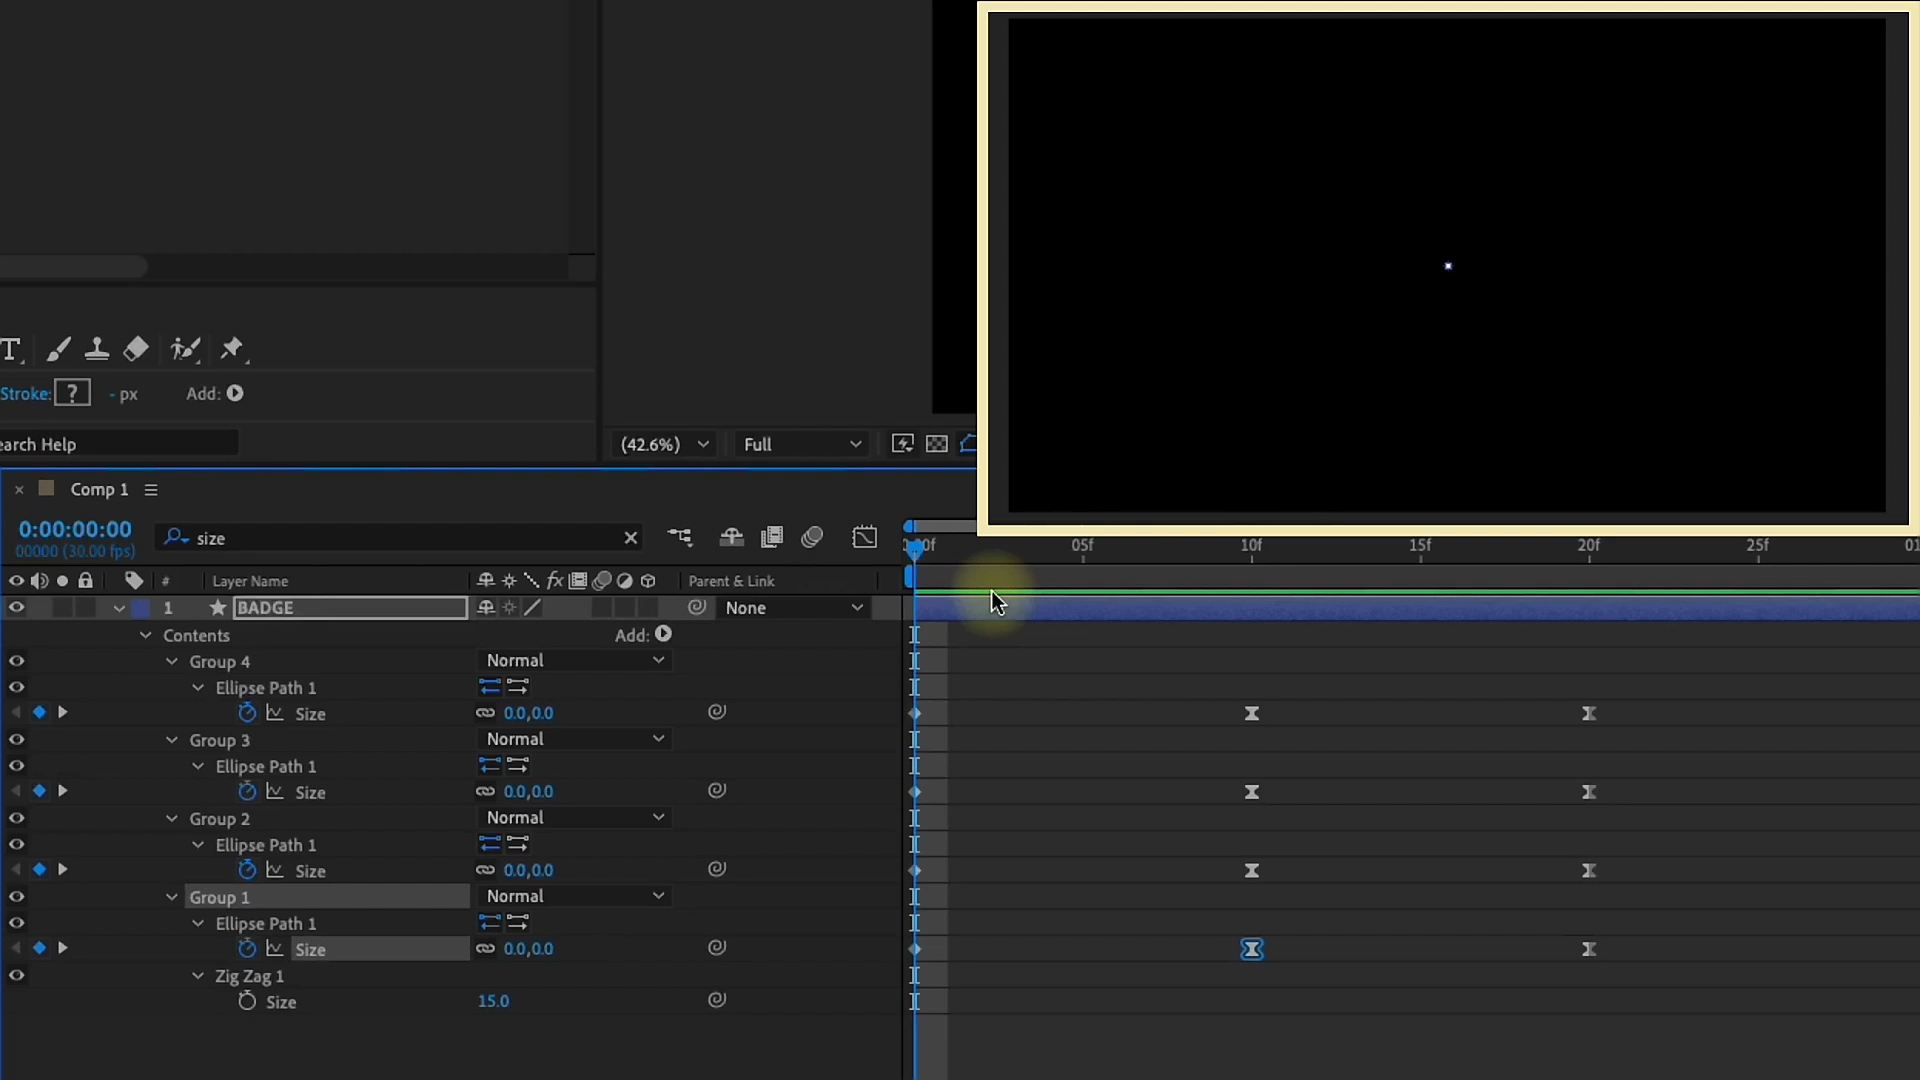 T
Stroke: ? - px Add:
earch Help
(42.6%) Full
Comp 1
0:00:00:00
00000 (30.00 fps)
size
05f 10f 15f 20f 25f 01
# Layer Name fx Parent & Link
1 BADGE None
Contents Add:
Group 4 Normal
Ellipse Path 1
Size 0.0,0.0
Group 3 Normal
Ellipse Path 1
Size 0.0,0.0
Group 2 Normal
Ellipse Path 1
Size 0.0,0.0
Group 1 Normal
Ellipse Path 1
Size 0.0,0.0
Zig Zag 1
Size 15.0